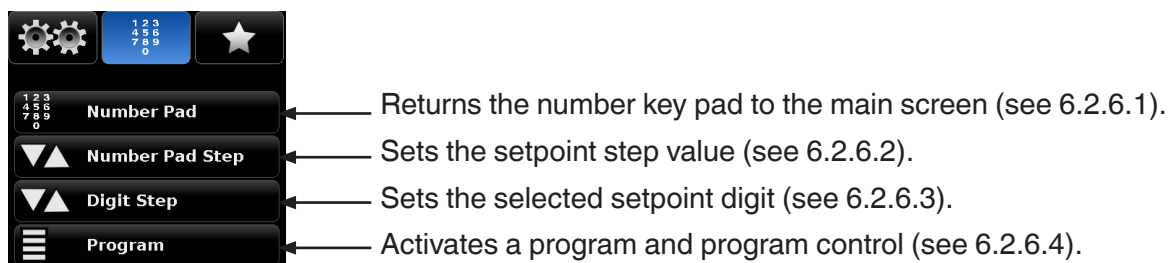 1 2 3
4 5 6
7 8 9
0
1 2 3
4 5 6
7 8 9
0
Number Pad
Returns the number key pad to the main screen (see 6.2.6.1).
Number Pad Step
Sets the setpoint step value (see 6.2.6.2).
Digit Step
Sets the selected setpoint digit (see 6.2.6.3).
Program
Activates a program and program control (see 6.2.6.4).